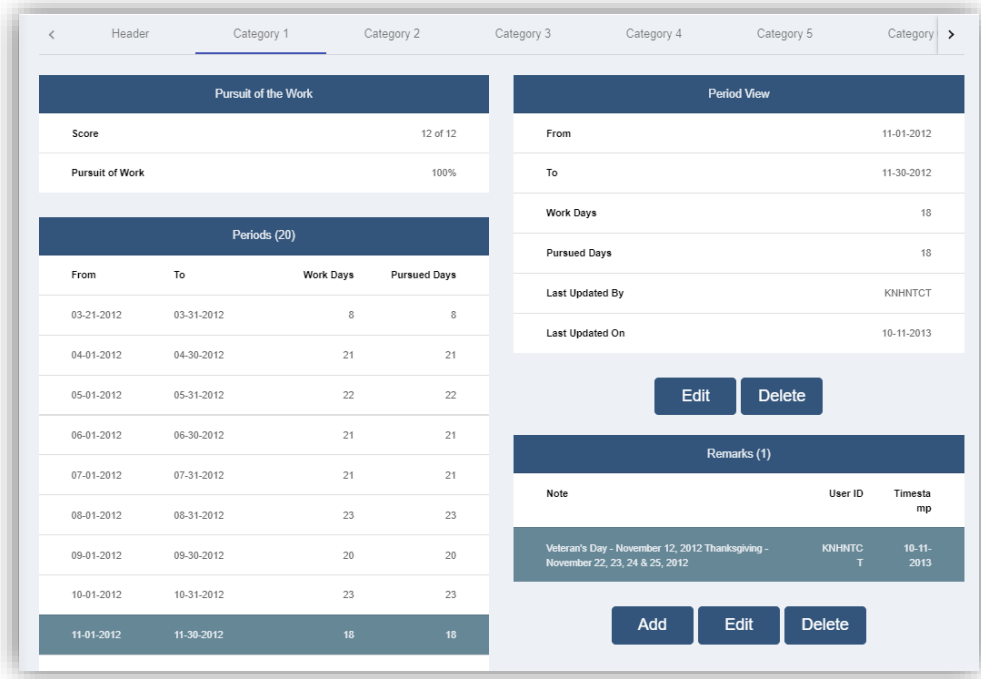 Header Category 1 Category 2 Category 3 Category 4 Category 5 Category
Pursuit of the Work
Score 12 of 12
Pursuit of Work 100%
Periods (20)
From To Work Days Pursued Days
03-21-2012 03-31-2012 8 8
04-01-2012 04-30-2012 21 21
05-01-2012 05-31-2012 22 22
06-01-2012 06-30-2012 21 21
07-01-2012 07-31-2012 21 21
08-01-2012 08-31-2012 23 23
09-01-2012 09-30-2012 20 20
10-01-2012 10-31-2012 23 23
11-01-2012 11-30-2012 18 18
Period View
From 11-01-2012
To 11-30-2012
Work Days 18
Pursued Days 18
Last Updated By KNHNTCT
Last Updated On 10-11-2013
Edit Delete
Remarks (1)
Note User ID Timesta
mp
Veteran's Day - November 12, 2012 Thanksgiving - KNHNTC 10-11-
November 22, 23, 24 & 25, 2012 T 2013
Add Edit Delete